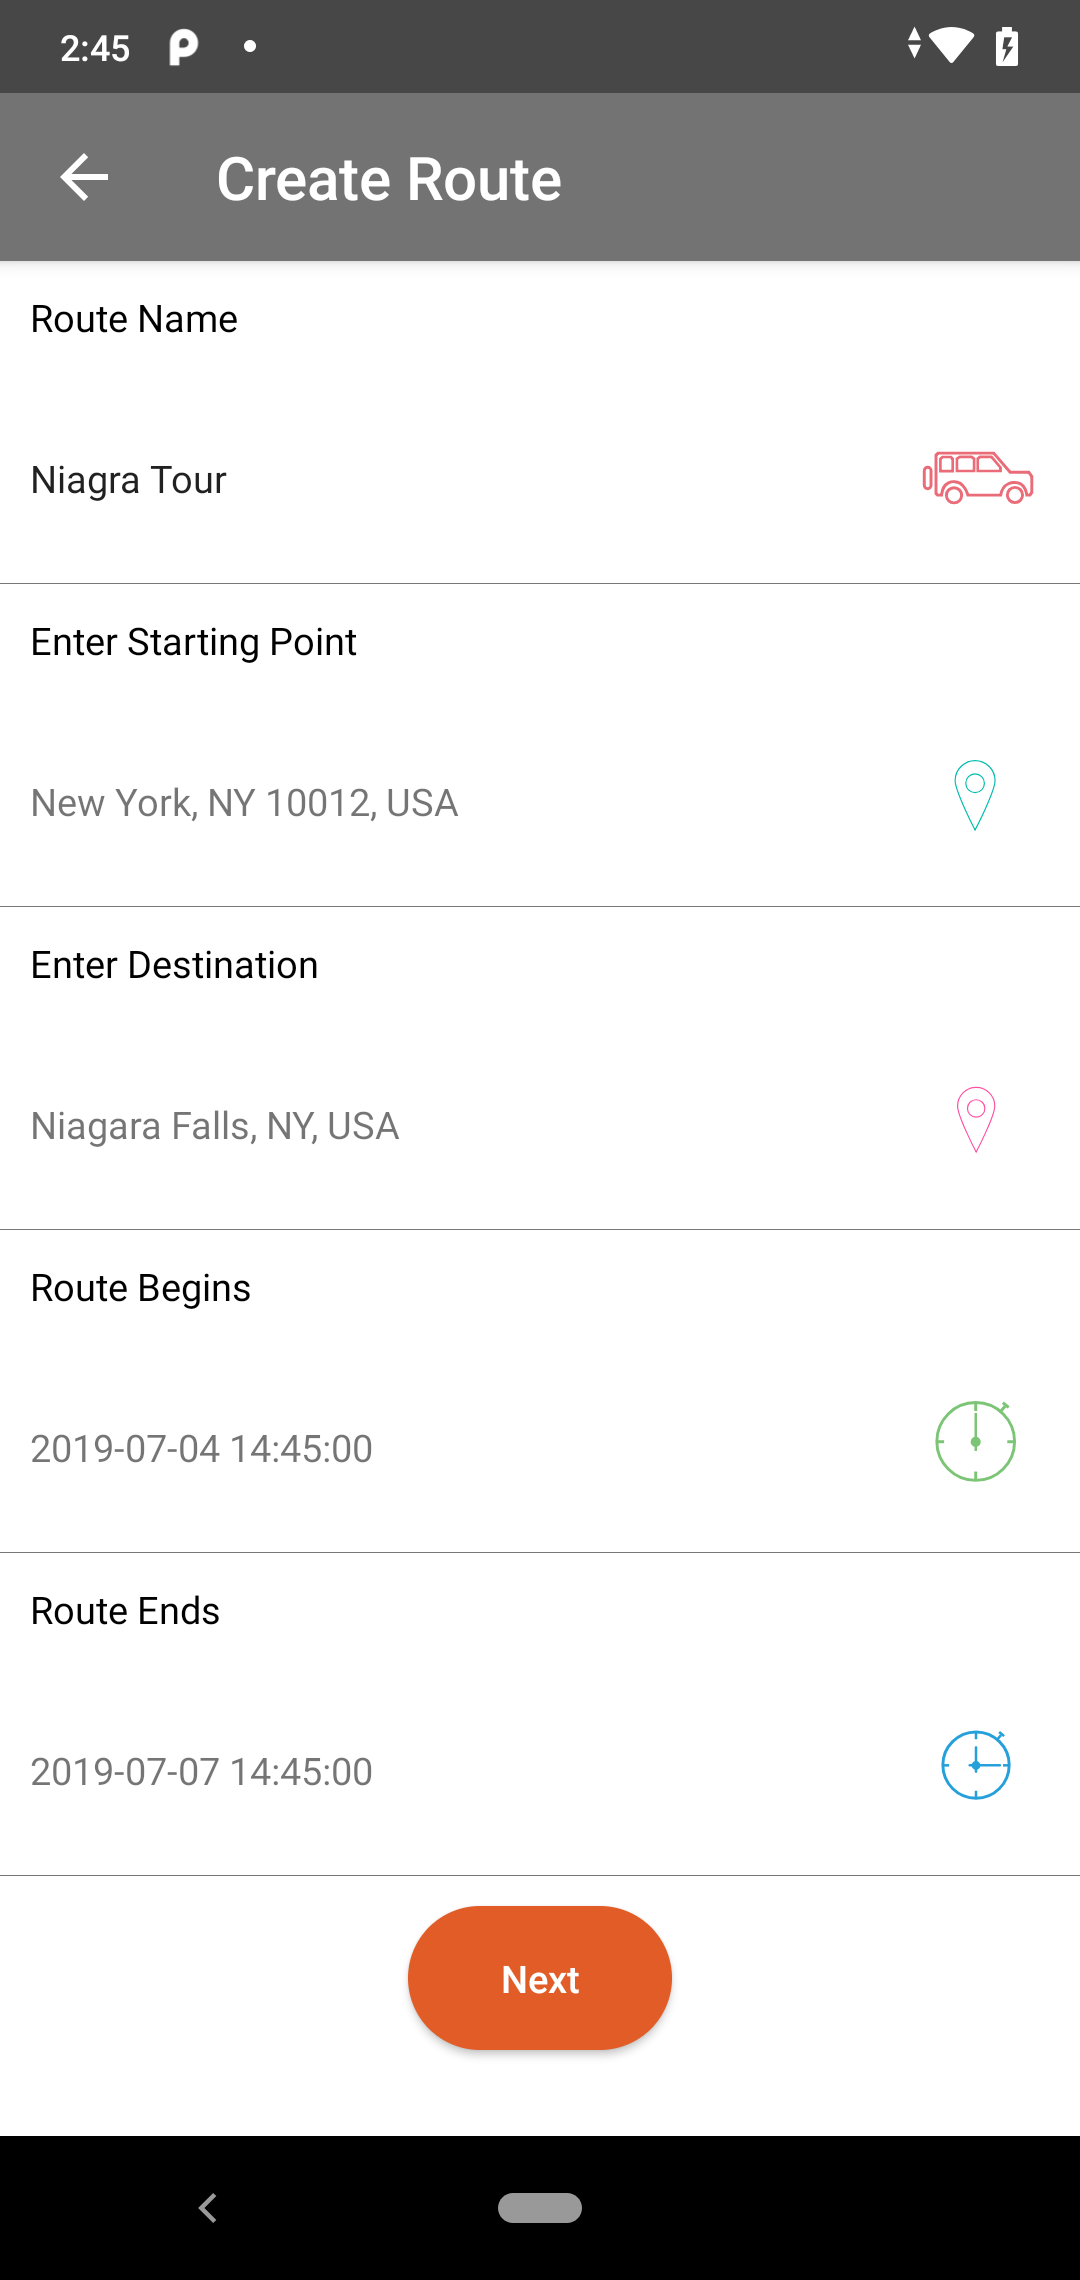 2:45
Create Route
Route Name
Niagra Tour
Enter Starting Point
New York, NY 10012, USA
Enter Destination
Niagara Falls, NY, USA
Route Begins
2019-07-04 14:45:00
Route Ends
2019-07-07 14:45:00
Next